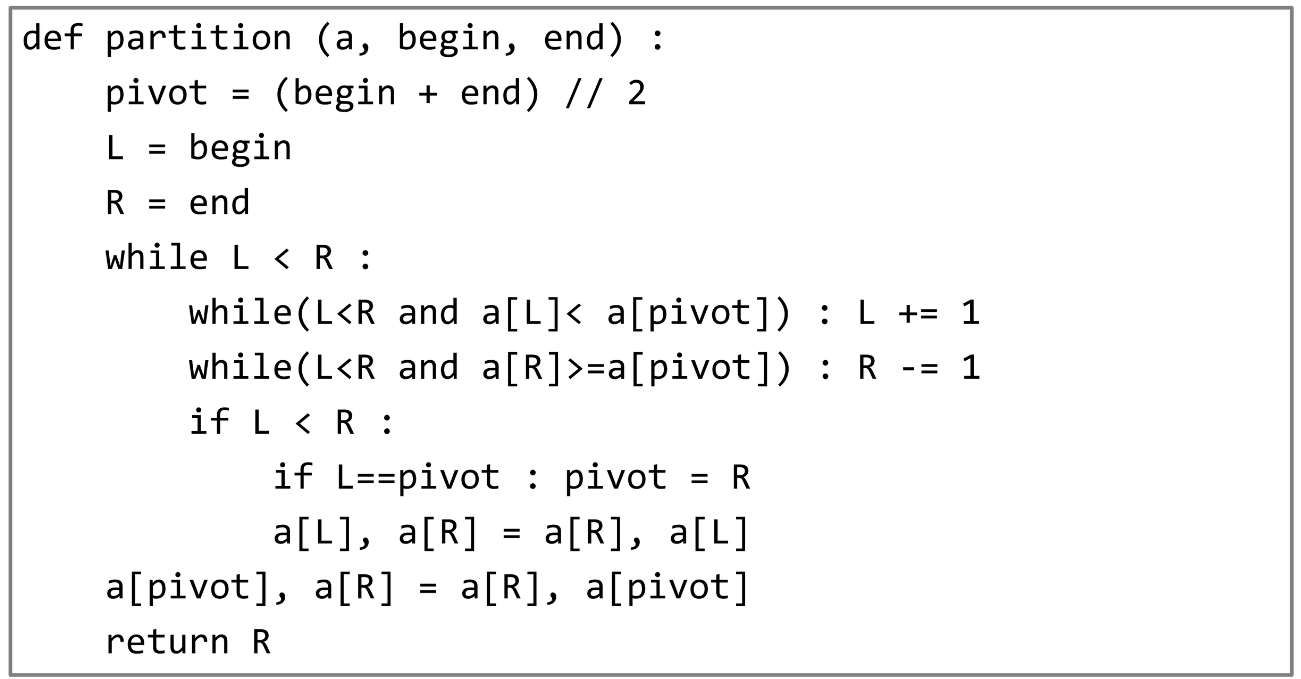 def partition (a, begin, end) :
    pivot = (begin + end) // 2
    L = begin
    R = end
    while L < R :
        while(L<R and a[L]< a[pivot]) : L += 1
        while(L<R and a[R]>=a[pivot]) : R -= 1
        if L < R :
            if L==pivot : pivot = R
            a[L], a[R] = a[R], a[L]
    a[pivot], a[R] = a[R], a[pivot]
    return R